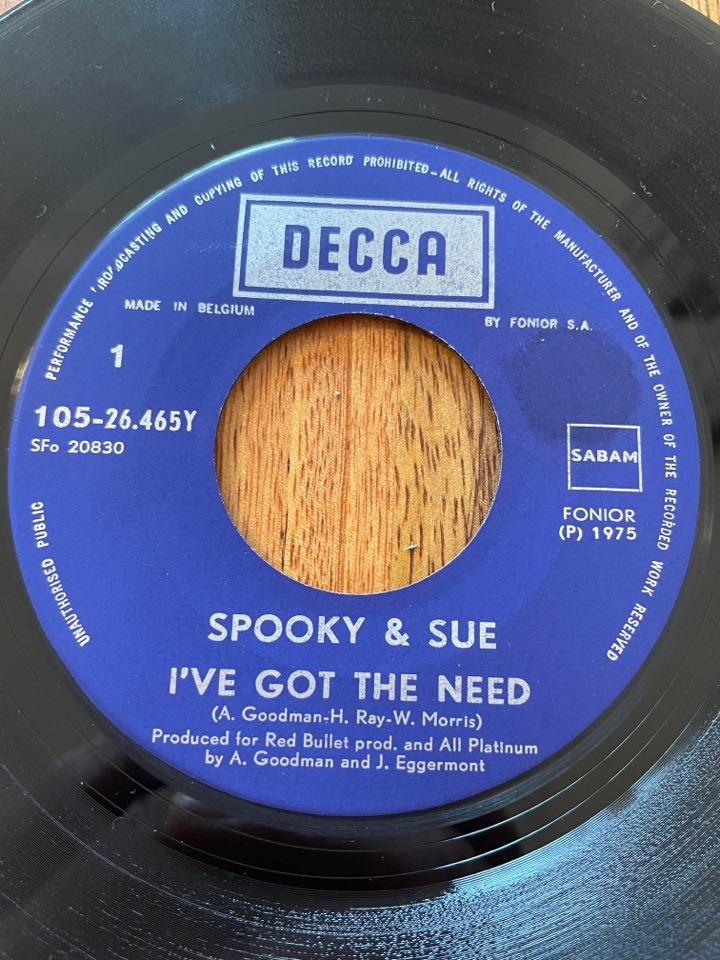 UNAUTHORISED PUBLIC PERFORMANCE BROADCASTING AND COPYING OF THIS RECORD PROHIBITED—ALL RIGHTS OF THE MANUFACTURER AND OF THE OWNER OF THE RECORDED WORK RESERVED
DECCA
MADE IN BELGIUM
BY FONIOR S.A.
1
105-26.465Y
SFo 20830
SABAM
FONIOR
(P) 1975
SPOOKY & SUE
I'VE GOT THE NEED
(A. Goodman-H. Ray-W. Morris)
Produced for Red Bullet prod. and All Platinum
by A. Goodman and J. Eggermont